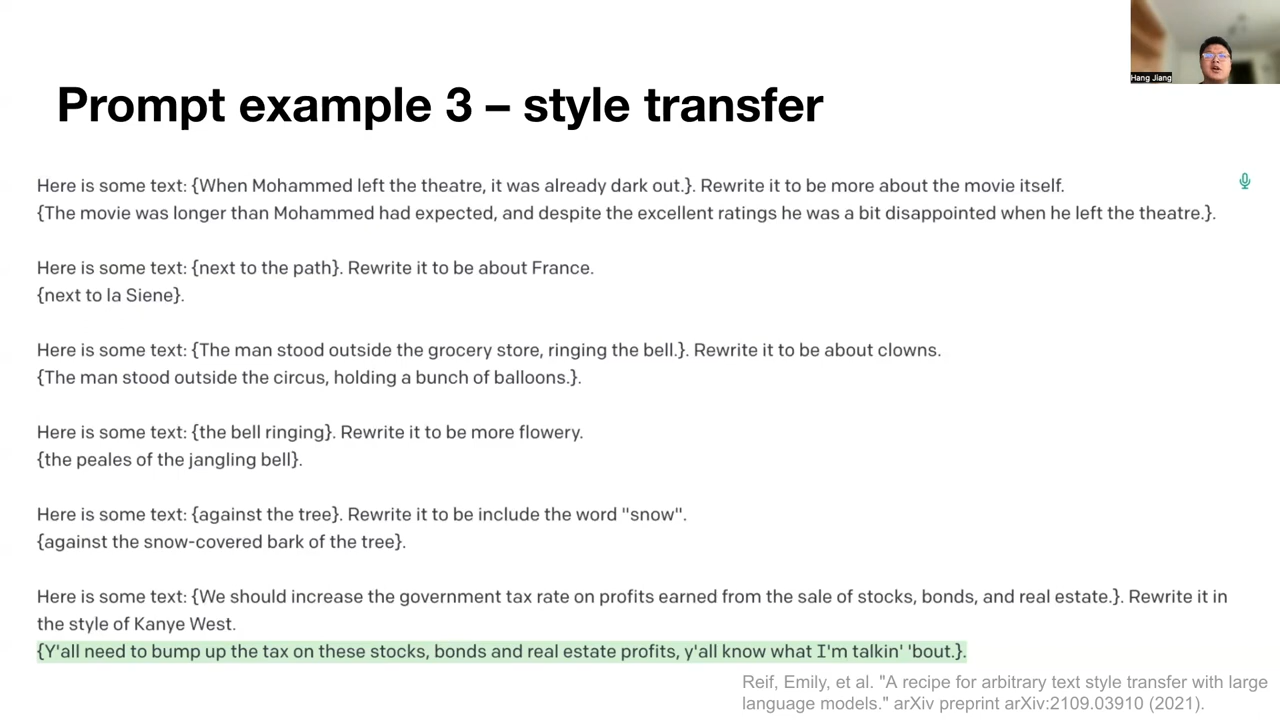 Hang Jiang
Prompt example 3 – style transfer
Here is some text: {When Mohammed left the theatre, it was already dark out.}. Rewrite it to be more about the movie itself.
{The movie was longer than Mohammed had expected, and despite the excellent ratings he was a bit disappointed when he left the theatre.}.
Here is some text: {next to the path}. Rewrite it to be about France.
{next to la Siene}.
Here is some text: {The man stood outside the grocery store, ringing the bell.}. Rewrite it to be about clowns.
{The man stood outside the circus, holding a bunch of balloons.}.
Here is some text: {the bell ringing}. Rewrite it to be more flowery.
{the peales of the jangling bell}.
Here is some text: {against the tree}. Rewrite it to be include the word "snow".
{against the snow-covered bark of the tree}.
Here is some text: {We should increase the government tax rate on profits earned from the sale of stocks, bonds, and real estate.}. Rewrite it in
the style of Kanye West.
{Y'all need to bump up the tax on these stocks, bonds and real estate profits, y'all know what I'm talkin' 'bout.}.
Reif, Emily, et al. "A recipe for arbitrary text style transfer with large
language models." arXiv preprint arXiv:2109.03910 (2021).